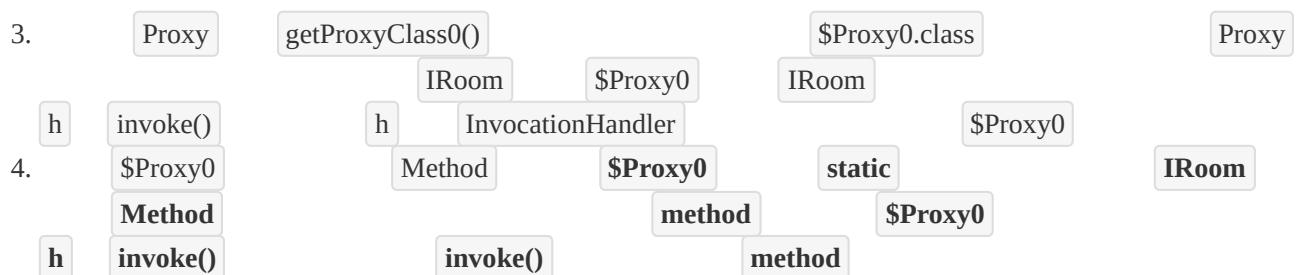 3. Proxy getProxyClass0() $Proxy0.class Proxy
IRoom $Proxy0 IRoom
h invoke() h InvocationHandler $Proxy0
4. $Proxy0 Method $Proxy0 static IRoom
Method method $Proxy0
h invoke() invoke() method